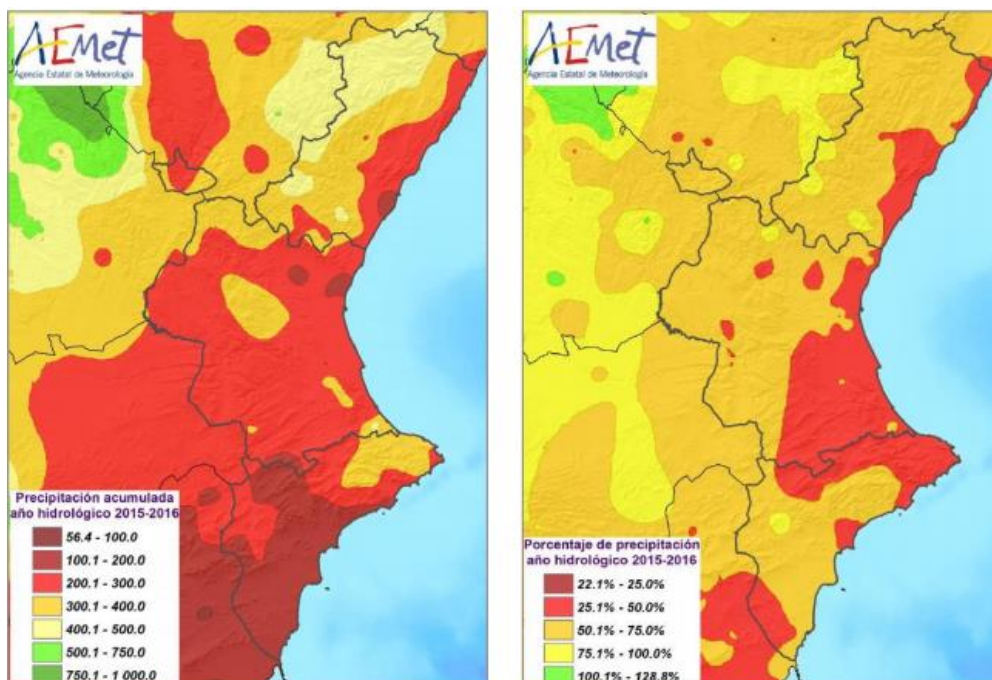 AEMet
Agencia Estatal de Meteorología
Precipitación acumulada
año hidrológico 2015-2016
56.4 - 100.0
100.1 - 200.0
200.1 - 300.0
300.1 - 400.0
400.1 - 500.0
500.1 - 750.0
750.1 - 1 000.0
AEMet
Agencia Estatal de Meteorología
Porcentaje de precipitación
año hidrológico 2015-2016
22.1% - 25.0%
25.1% - 50.0%
50.1% - 75.0%
75.1% - 100.0%
100.1% - 128.8%